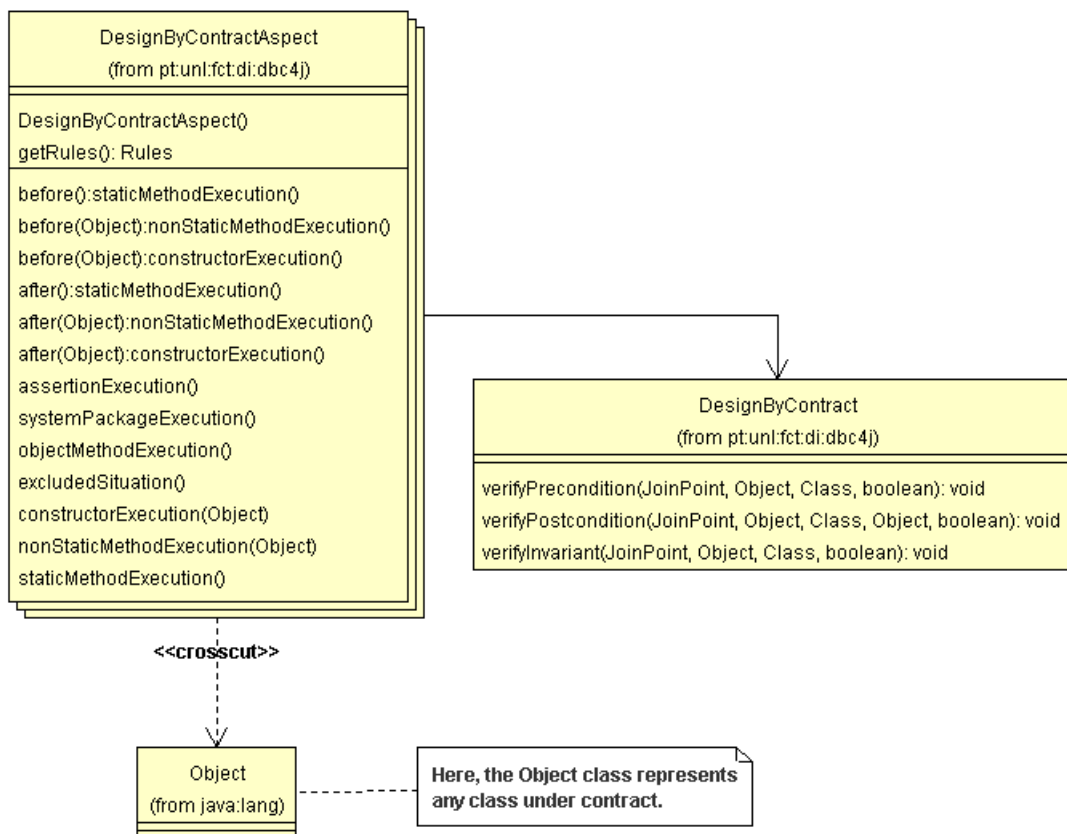 DesignByContractAspect
(from pt:unl:fct:di:dbc4j)
DesignByContractAspect()
getRules(): Rules
before():staticMethodExecution()
before(Object):nonStaticMethodExecution()
before(Object):constructorExecution()
after():staticMethodExecution()
after(Object):nonStaticMethodExecution()
after(Object):constructorExecution()
assertionExecution()
systemPackageExecution()
objectMethodExecution()
excludedSituation()
constructorExecution(Object)
nonStaticMethodExecution(Object)
staticMethodExecution()
DesignByContract
(from pt:unl:fct:di:dbc4j)
verifyPrecondition(JoinPoint, Object, Class, boolean): void
verifyPostcondition(JoinPoint, Object, Class, Object, boolean): void
verifyInvariant(JoinPoint, Object, Class, boolean): void
<<crosscut>>
Object
(from java:lang)
Here, the Object class represents
any class under contract.